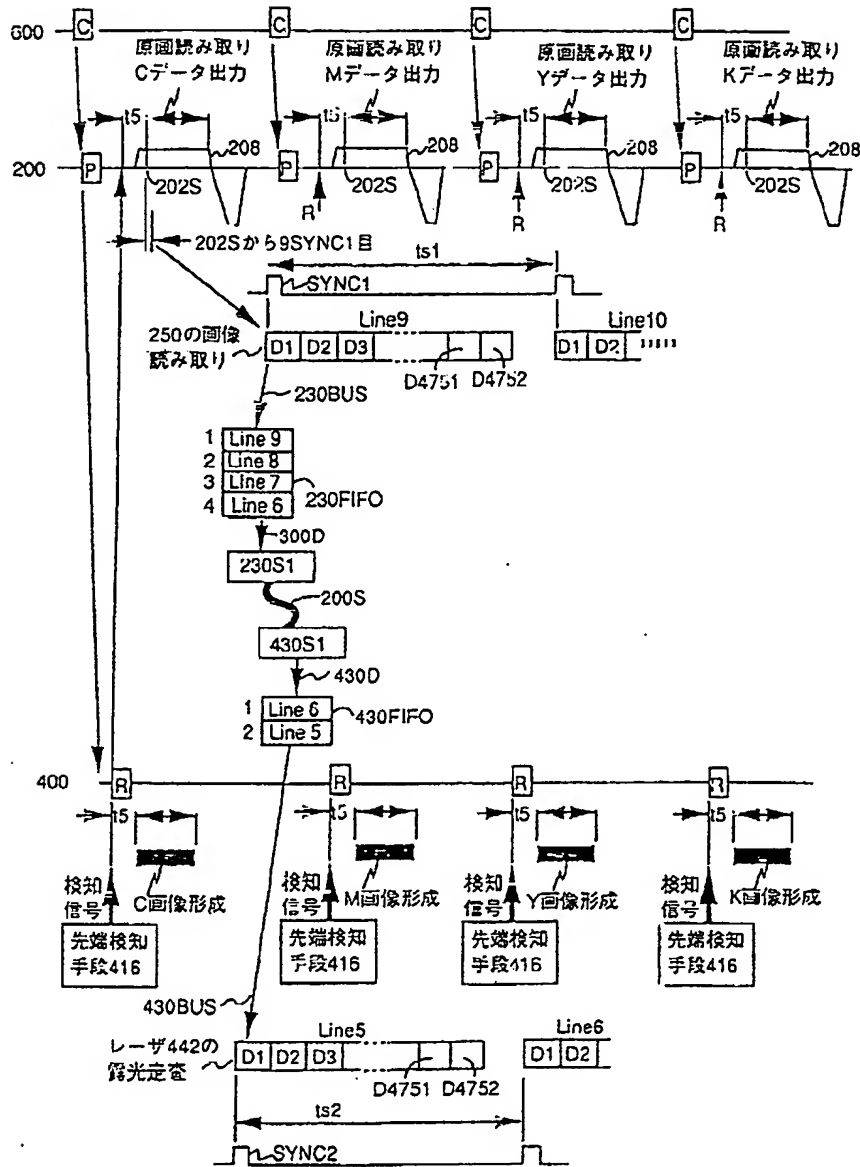 600
C
C
C
C
原画読み取り
Cデータ出力
原画読み取り
Mデータ出力
原画読み取り
Yデータ出力
原画読み取り
Kデータ出力
t5
t5
t5
t5
208
208
208
208
200
P
P
P
P
202S
202S
202S
202S
R
R
R
202Sから9SYNC1目
ts1
SYNC1
Line9
Line10
250の画像
読み取り
D1 D2 D3
D4751
D4752
D1 D2
230BUS
1 Line 9
2 Line 8
3 Line 7
4 Line 6
230FIFO
300D
230S1
200S
430S1
430D
1 Line 6
2 Line 5
430FIFO
400
R
R
R
R
t5
t5
t5
t5
検知
信号
C画像形成
検知
信号
M画像形成
検知
信号
Y画像形成
検知
信号
K画像形成
先端検知
手段416
先端検知
手段416
先端検知
手段416
先端検知
手段416
430BUS
レーザ442の
露光走査
Line5
Line6
D1 D2 D3
D4751
D4752
D1 D2
ts2
SYNC2